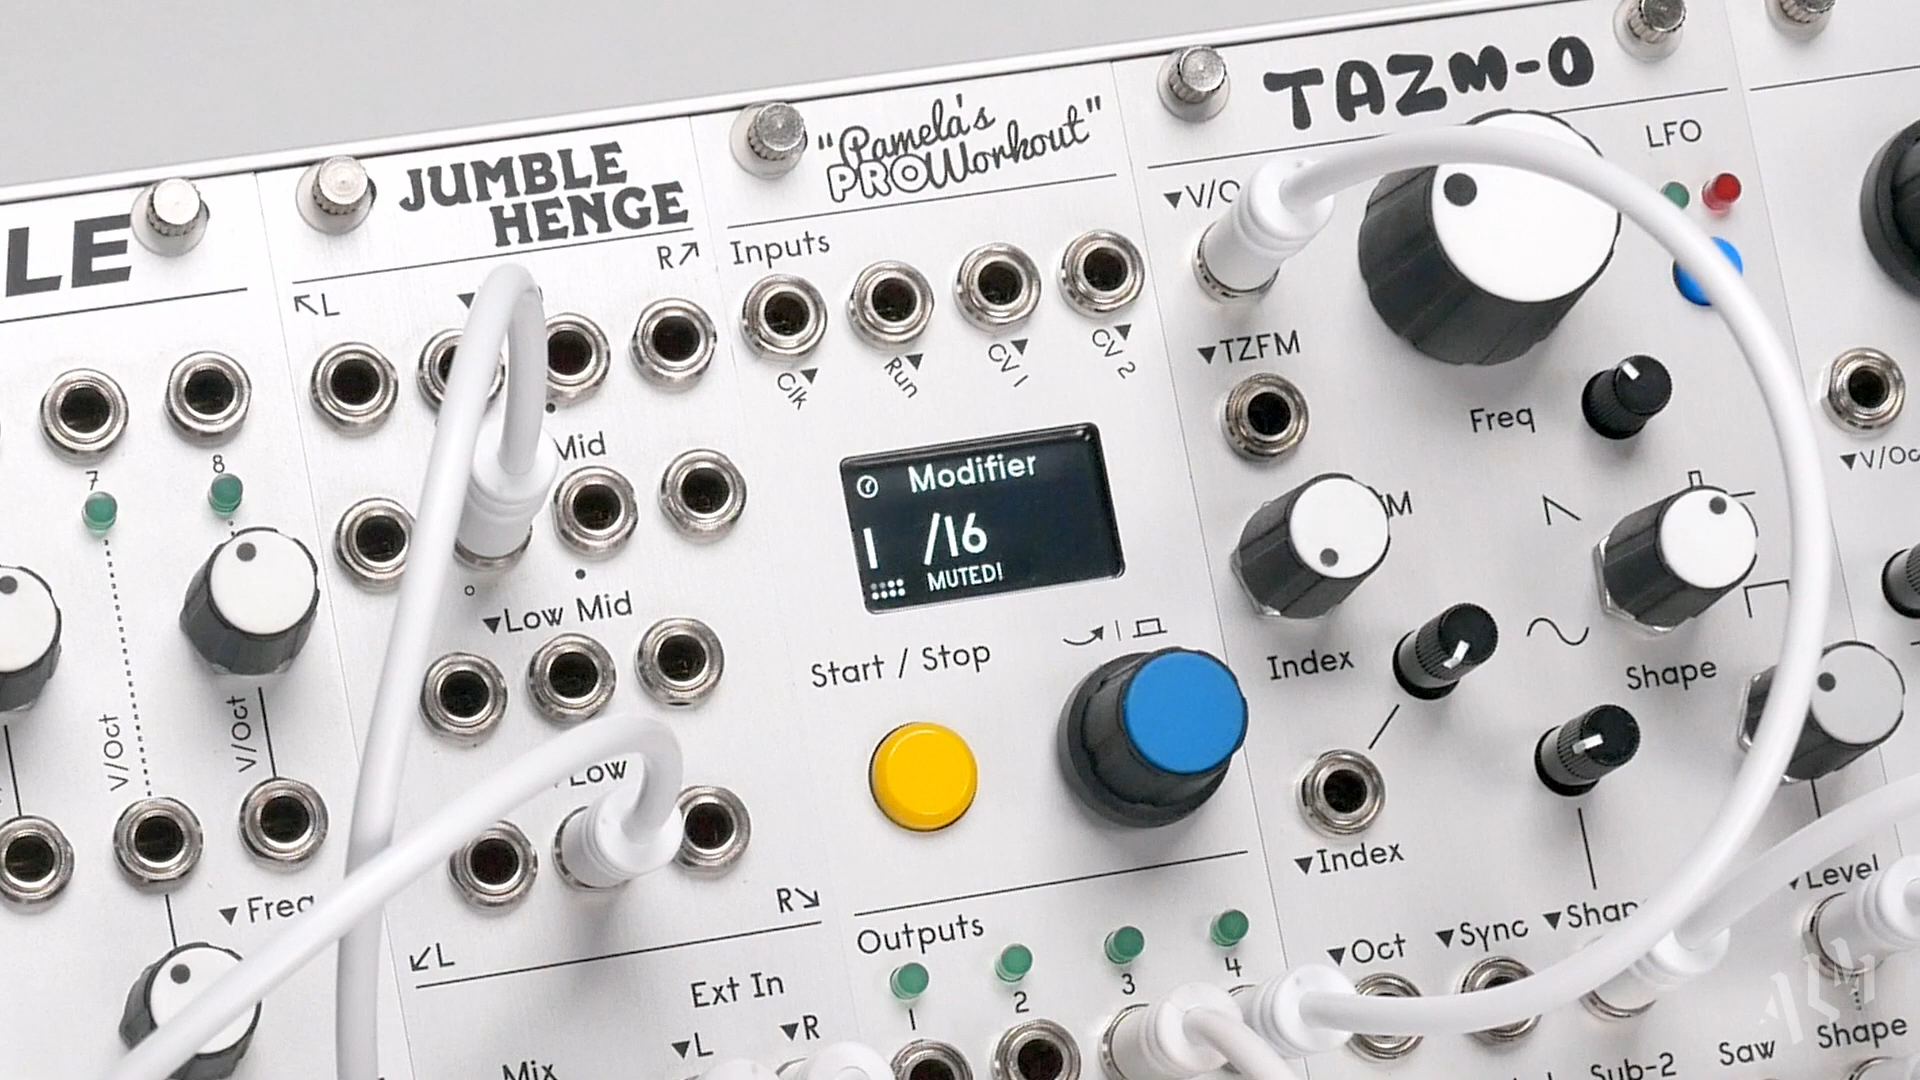 LE
7
8
V/Oct
V/Oct
▼Freq
JUMBLE
HENGE
R↗
↖L
Mid
▼Low Mid
Low
R↘
↙L
Ext In
▼L
▼R
Mix
"Pamela's
PRO Workout"
Inputs
Clk▼
Run▼
CV 1▼
CV 2▼
Modifier
1 /16
MUTED!
Start / Stop
Outputs
1
2
3
4
TAZM-O
LFO
▼TZFM
Freq
Index
Shape
▼Index
▼Oct
▼Sync
Sub-2
Saw
▼V/Oc
▼Level
Shape
ALM